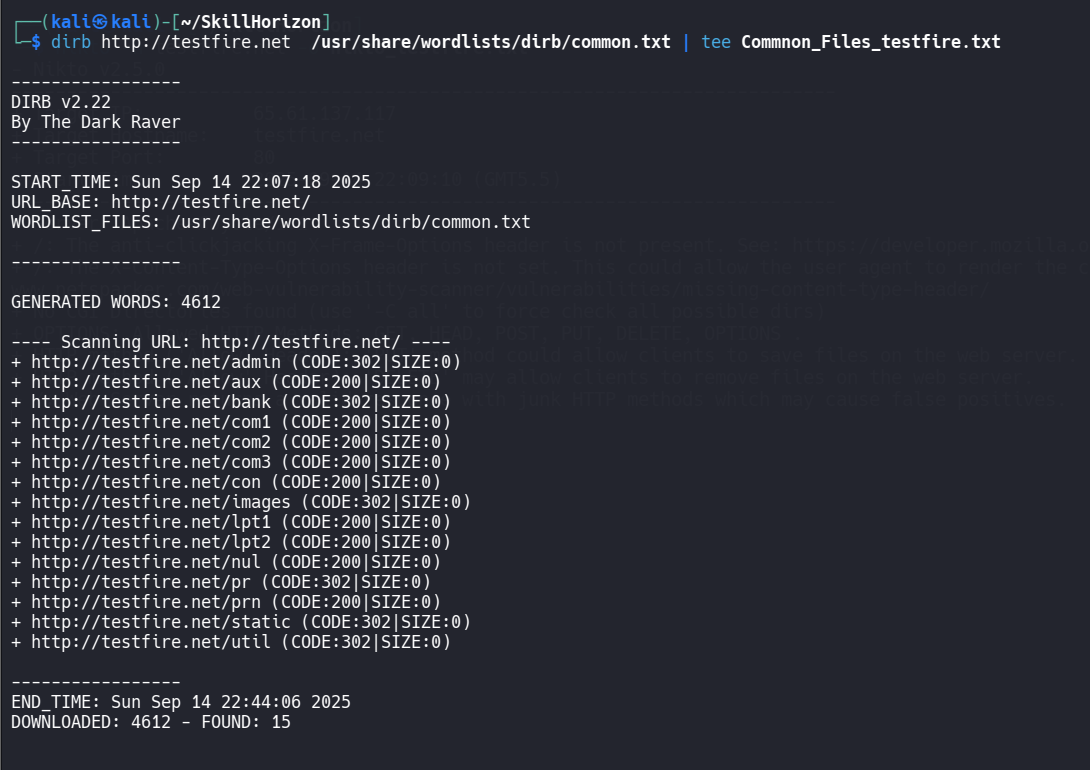 ┌──(kali㉿kali)-[~/SkillHorizon]
└─$ dirb http://testfire.net  /usr/share/wordlists/dirb/common.txt | tee Commnon_Files_testfire.txt
-----------------
DIRB v2.22
By The Dark Raver
-----------------
START_TIME: Sun Sep 14 22:07:18 2025
URL_BASE: http://testfire.net/
WORDLIST_FILES: /usr/share/wordlists/dirb/common.txt
-----------------
GENERATED WORDS: 4612
---- Scanning URL: http://testfire.net/ ----
+ http://testfire.net/admin (CODE:302|SIZE:0)
+ http://testfire.net/aux (CODE:200|SIZE:0)
+ http://testfire.net/bank (CODE:302|SIZE:0)
+ http://testfire.net/com1 (CODE:200|SIZE:0)
+ http://testfire.net/com2 (CODE:200|SIZE:0)
+ http://testfire.net/com3 (CODE:200|SIZE:0)
+ http://testfire.net/con (CODE:200|SIZE:0)
+ http://testfire.net/images (CODE:302|SIZE:0)
+ http://testfire.net/lpt1 (CODE:200|SIZE:0)
+ http://testfire.net/lpt2 (CODE:200|SIZE:0)
+ http://testfire.net/nul (CODE:200|SIZE:0)
+ http://testfire.net/pr (CODE:302|SIZE:0)
+ http://testfire.net/prn (CODE:200|SIZE:0)
+ http://testfire.net/static (CODE:302|SIZE:0)
+ http://testfire.net/util (CODE:302|SIZE:0)
-----------------
END_TIME: Sun Sep 14 22:44:06 2025
DOWNLOADED: 4612 - FOUND: 15